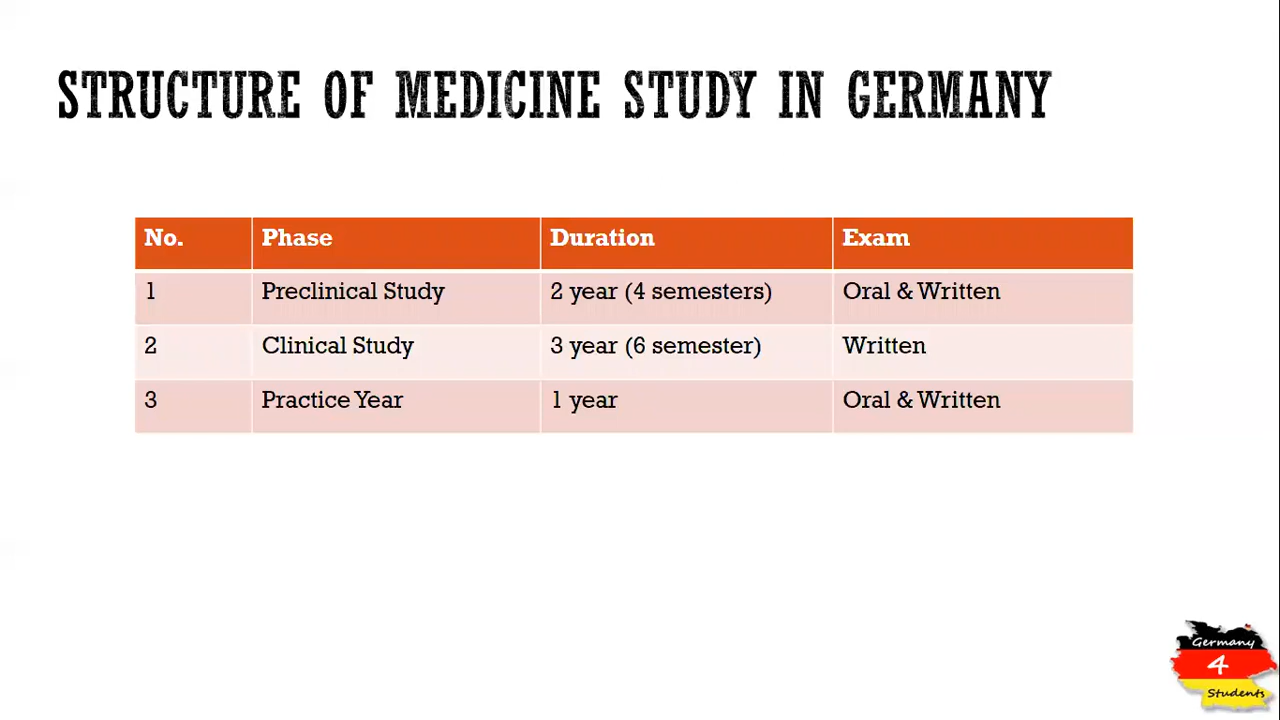 STRUCTURE OF MEDICINE STUDY IN GERMANY
No. Phase Duration Exam
1 Preclinical Study 2 year (4 semesters) Oral & Written
2 Clinical Study 3 year (6 semester) Written
3 Practice Year 1 year Oral & Written
Germany
4
Students